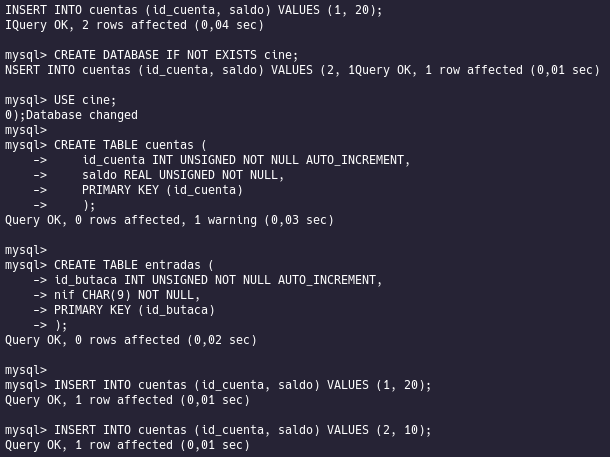 INSERT INTO cuentas (id_cuenta, saldo) VALUES (1, 20);
IQuery OK, 2 rows affected (0,04 sec)
mysql> CREATE DATABASE IF NOT EXISTS cine;
NSERT INTO cuentas (id_cuenta, saldo) VALUES (2, 1Query OK, 1 row affected (0,01 sec)
mysql> USE cine;
0);Database changed
mysql>
mysql> CREATE TABLE cuentas (
    ->     id_cuenta INT UNSIGNED NOT NULL AUTO_INCREMENT,
    ->     saldo REAL UNSIGNED NOT NULL,
    ->     PRIMARY KEY (id_cuenta)
    ->     );
Query OK, 0 rows affected, 1 warning (0,03 sec)
mysql>
mysql> CREATE TABLE entradas (
    -> id_butaca INT UNSIGNED NOT NULL AUTO_INCREMENT,
    -> nif CHAR(9) NOT NULL,
    -> PRIMARY KEY (id_butaca)
    -> );
Query OK, 0 rows affected (0,02 sec)
mysql>
mysql> INSERT INTO cuentas (id_cuenta, saldo) VALUES (1, 20);
Query OK, 1 row affected (0,01 sec)
mysql> INSERT INTO cuentas (id_cuenta, saldo) VALUES (2, 10);
Query OK, 1 row affected (0,01 sec)